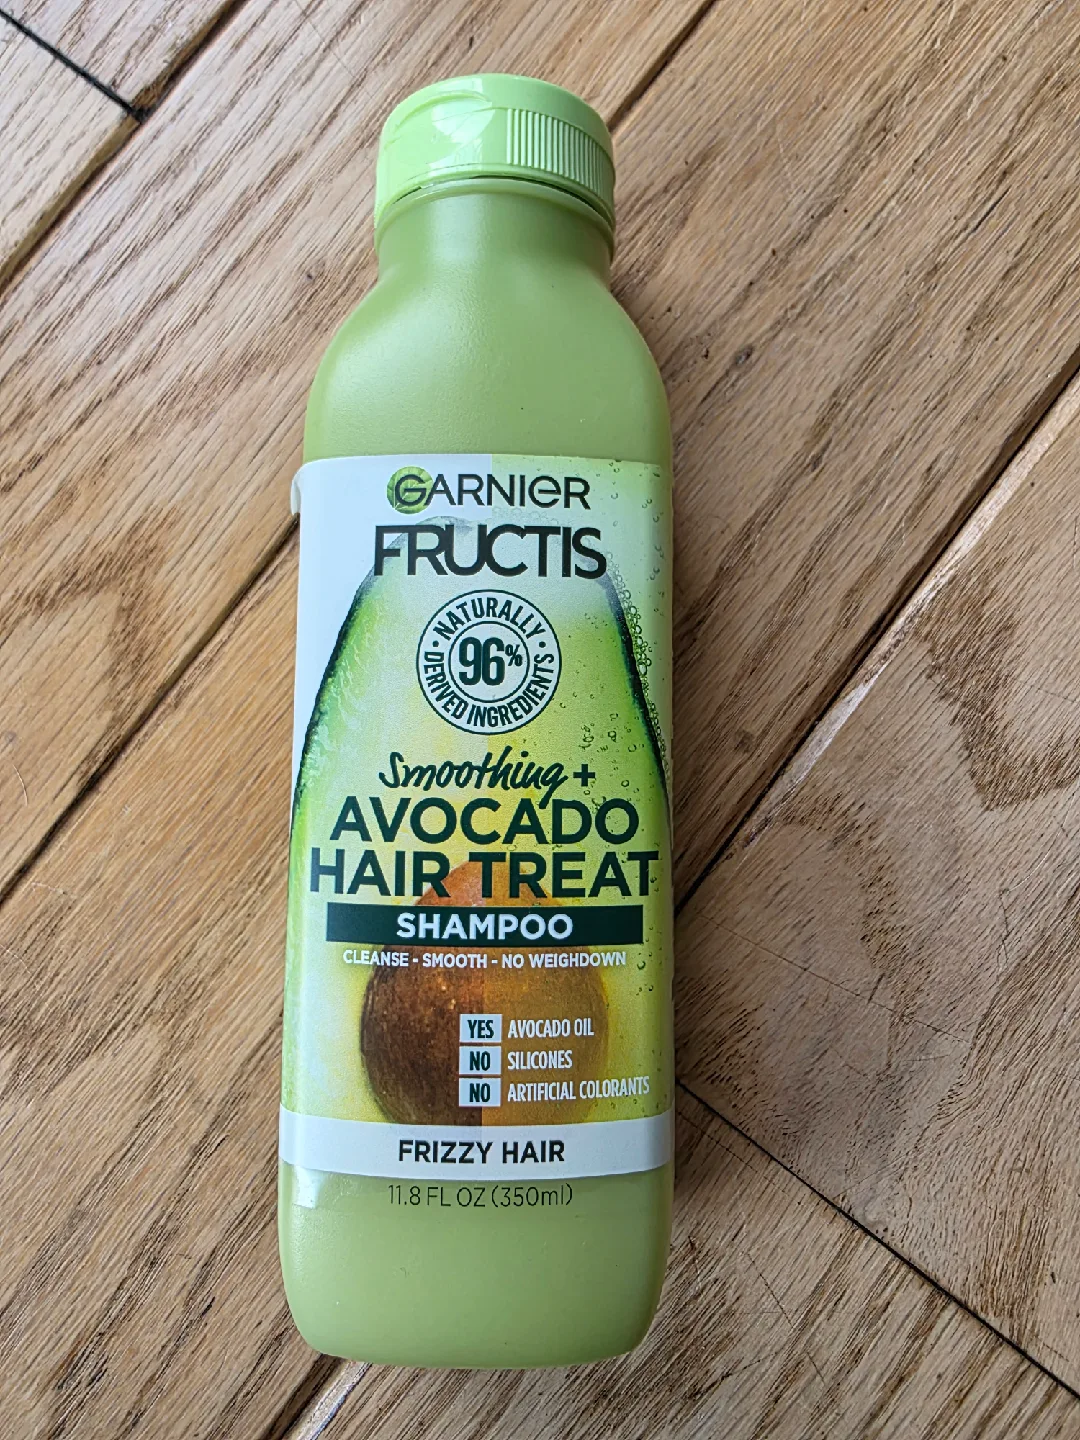 GARNIER
FRUCTIS
NATURALLY
96%
DERIVED INGREDIENTS
Smoothing +
AVOCADO
HAIR TREAT
SHAMPOO
CLEANSE - SMOOTH - NO WEIGHDOWN
YES AVOCADO OIL
NO SILICONES
NO ARTIFICIAL COLORANTS
FRIZZY HAIR
11.8 FL OZ (350ml)